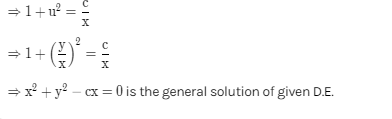 ⇒ 1 + u² = c/x
⇒ 1 + (y/x)² = c/x
⇒ x² + y² − cx = 0 is the general solution of given D.E.